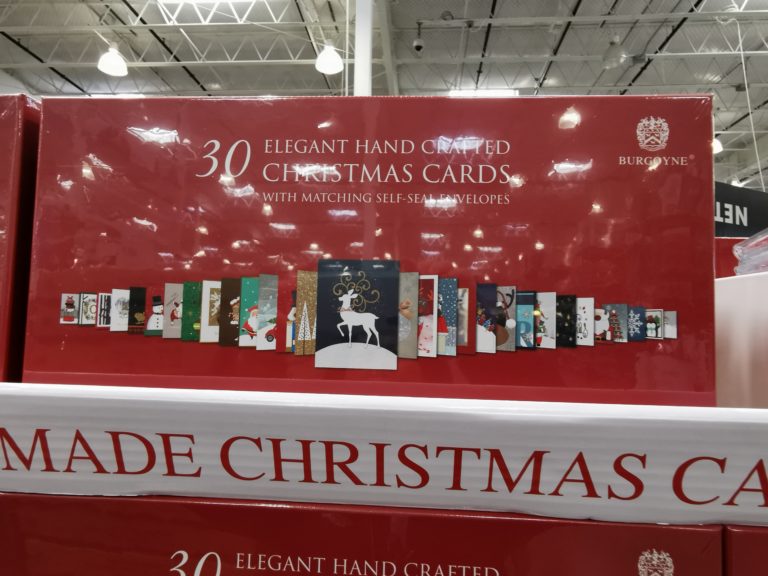 30 ELEGANT HAND CRAFTED
CHRISTMAS CARDS
WITH MATCHING SELF-SEAL ENVELOPES
BURGOYNE®
NET
MADE CHRISTMAS CA
30 ELEGANT HAND CRAFTED